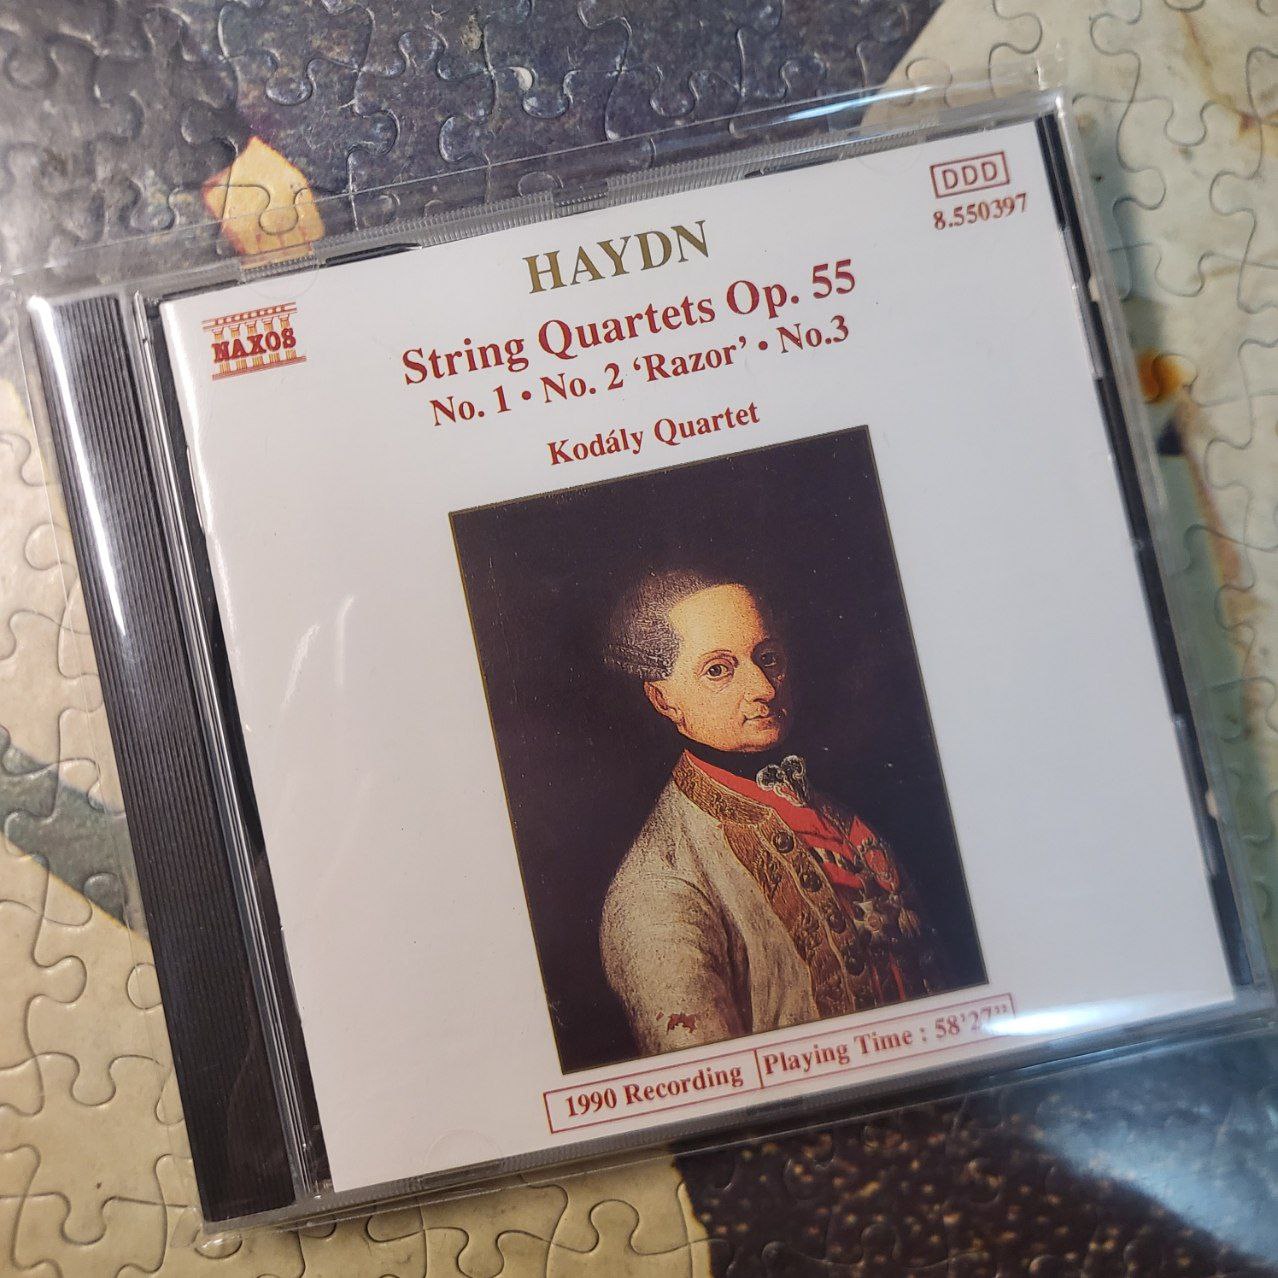 DDD
8.550397
HAYDN
NAXOS
String Quartets Op. 55
No. 1 • No. 2 ‘Razor’ • No.3
Kodály Quartet
1990 Recording
Playing Time : 58’27”